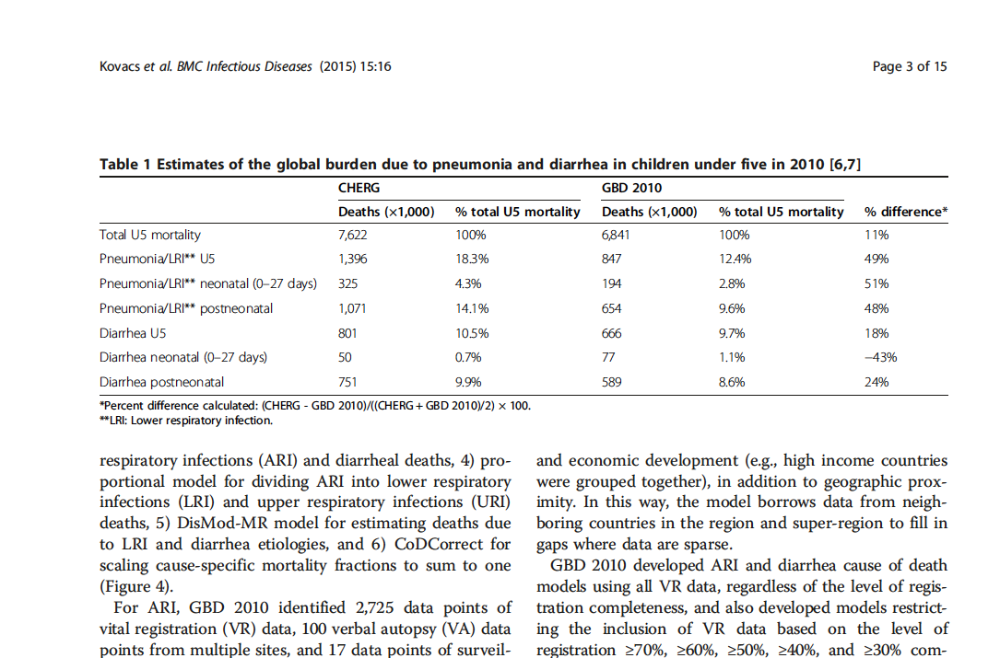 Kovacs et al. BMC Infectious Diseases (2015) 15:16 Page 3 of 15
Table 1 Estimates of the global burden due to pneumonia and diarrhea in children under five in 2010 [6,7]
CHERG GBD 2010
Deaths (×1,000) % total U5 mortality Deaths (×1,000) % total U5 mortality % difference*
Total U5 mortality 7,622 100% 6,841 100% 11%
Pneumonia/LRI** U5 1,396 18.3% 847 12.4% 49%
Pneumonia/LRI** neonatal (0–27 days) 325 4.3% 194 2.8% 51%
Pneumonia/LRI** postneonatal 1,071 14.1% 654 9.6% 48%
Diarrhea U5 801 10.5% 666 9.7% 18%
Diarrhea neonatal (0–27 days) 50 0.7% 77 1.1% −43%
Diarrhea postneonatal 751 9.9% 589 8.6% 24%
*Percent difference calculated: (CHERG - GBD 2010)/((CHERG + GBD 2010)/2) × 100.
**LRI: Lower respiratory infection.
respiratory infections (ARI) and diarrheal deaths, 4) pro-
portional model for dividing ARI into lower respiratory
infections (LRI) and upper respiratory infections (URI)
deaths, 5) DisMod-MR model for estimating deaths due
to LRI and diarrhea etiologies, and 6) CoDCorrect for
scaling cause-specific mortality fractions to sum to one
(Figure 4).
For ARI, GBD 2010 identified 2,725 data points of
vital registration (VR) data, 100 verbal autopsy (VA) data
points from multiple sites, and 17 data points of surveil-
and economic development (e.g., high income countries
were grouped together), in addition to geographic prox-
imity. In this way, the model borrows data from neigh-
boring countries in the region and super-region to fill in
gaps where data are sparse.
GBD 2010 developed ARI and diarrhea cause of death
models using all VR data, regardless of the level of regis-
tration completeness, and also developed models restrict-
ing the inclusion of VR data based on the level of
registration ≥70%, ≥60%, ≥50%, ≥40%, and ≥30% com-